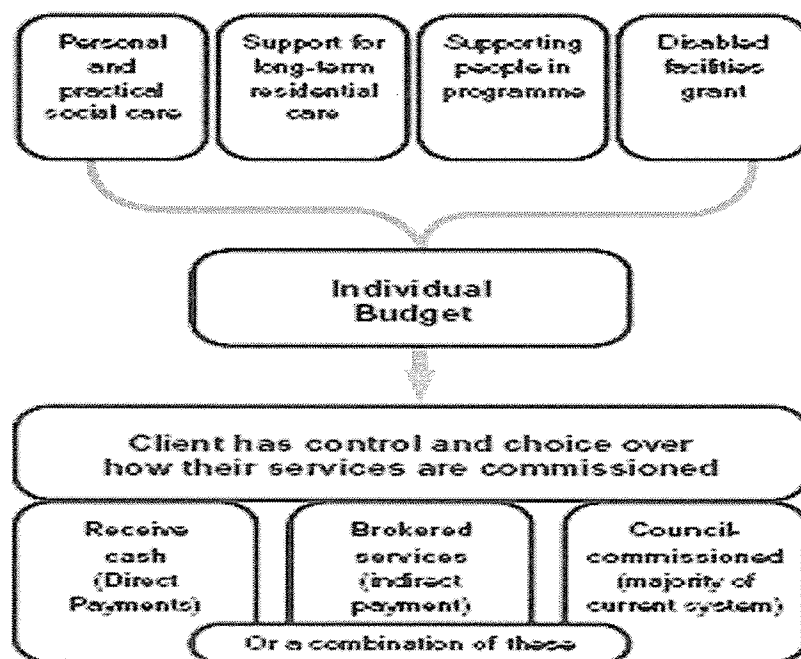 Personal
and
practical
social care
Support for
long-term
residential
care
Supporting
people in
programme
Disabled
facilities
grant
Individual
Budget
Client has control and choice over
how their services are commissioned
Receive
cash
(Direct
Payments)
Brokered
services
(indirect
payment)
Council-
commissioned
(majority of
current system)
Or a combination of these